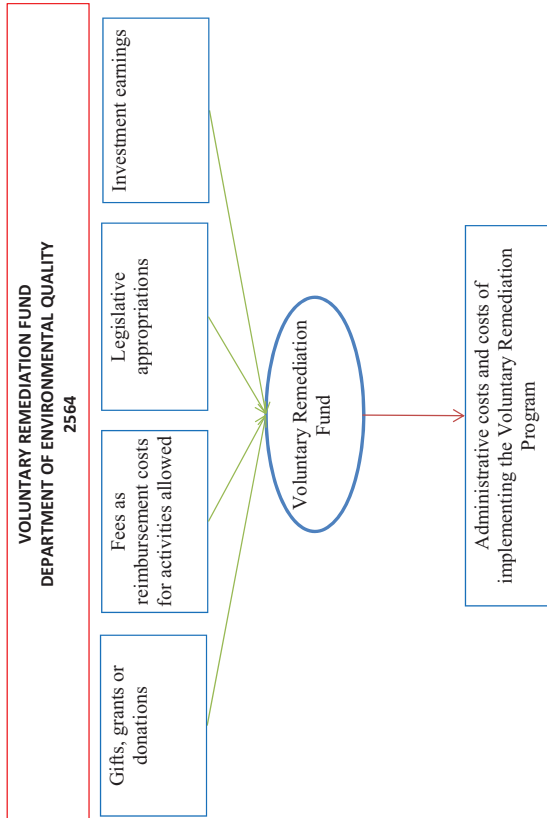 VOLUNTARY REMEDIATION FUND
DEPARTMENT OF ENVIRONMENTAL QUALITY
2564
Gifts, grants or
donations
Fees as
reimbursement costs
for activities allowed
Legislative
appropriations
Investment earnings
Voluntary Remediation
Fund
Administrative costs and costs of
implementing the Voluntary Remediation
Program